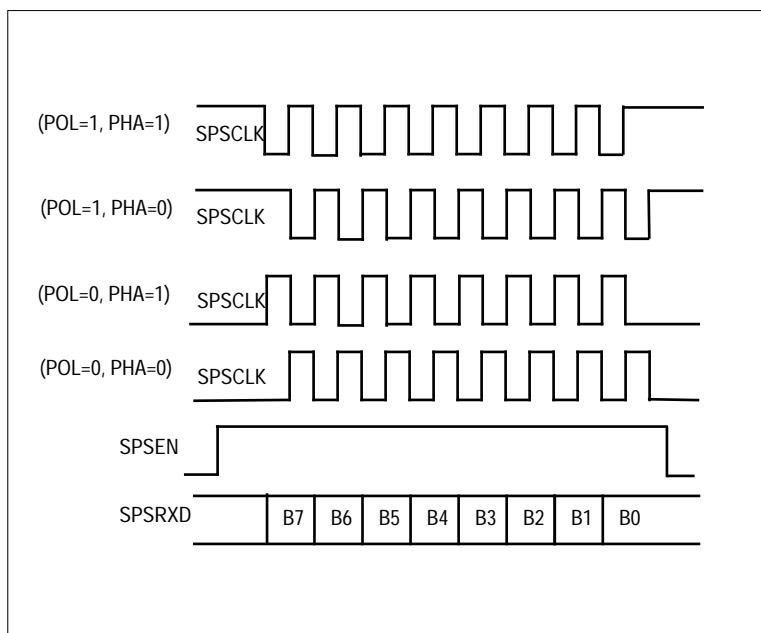 (POL=1, PHA=1) SPSCLK
(POL=1, PHA=0) SPSCLK
(POL=0, PHA=1) SPSCLK
(POL=0, PHA=0) SPSCLK
SPSEN
SPSRXD B7 B6 B5 B4 B3 B2 B1 B0